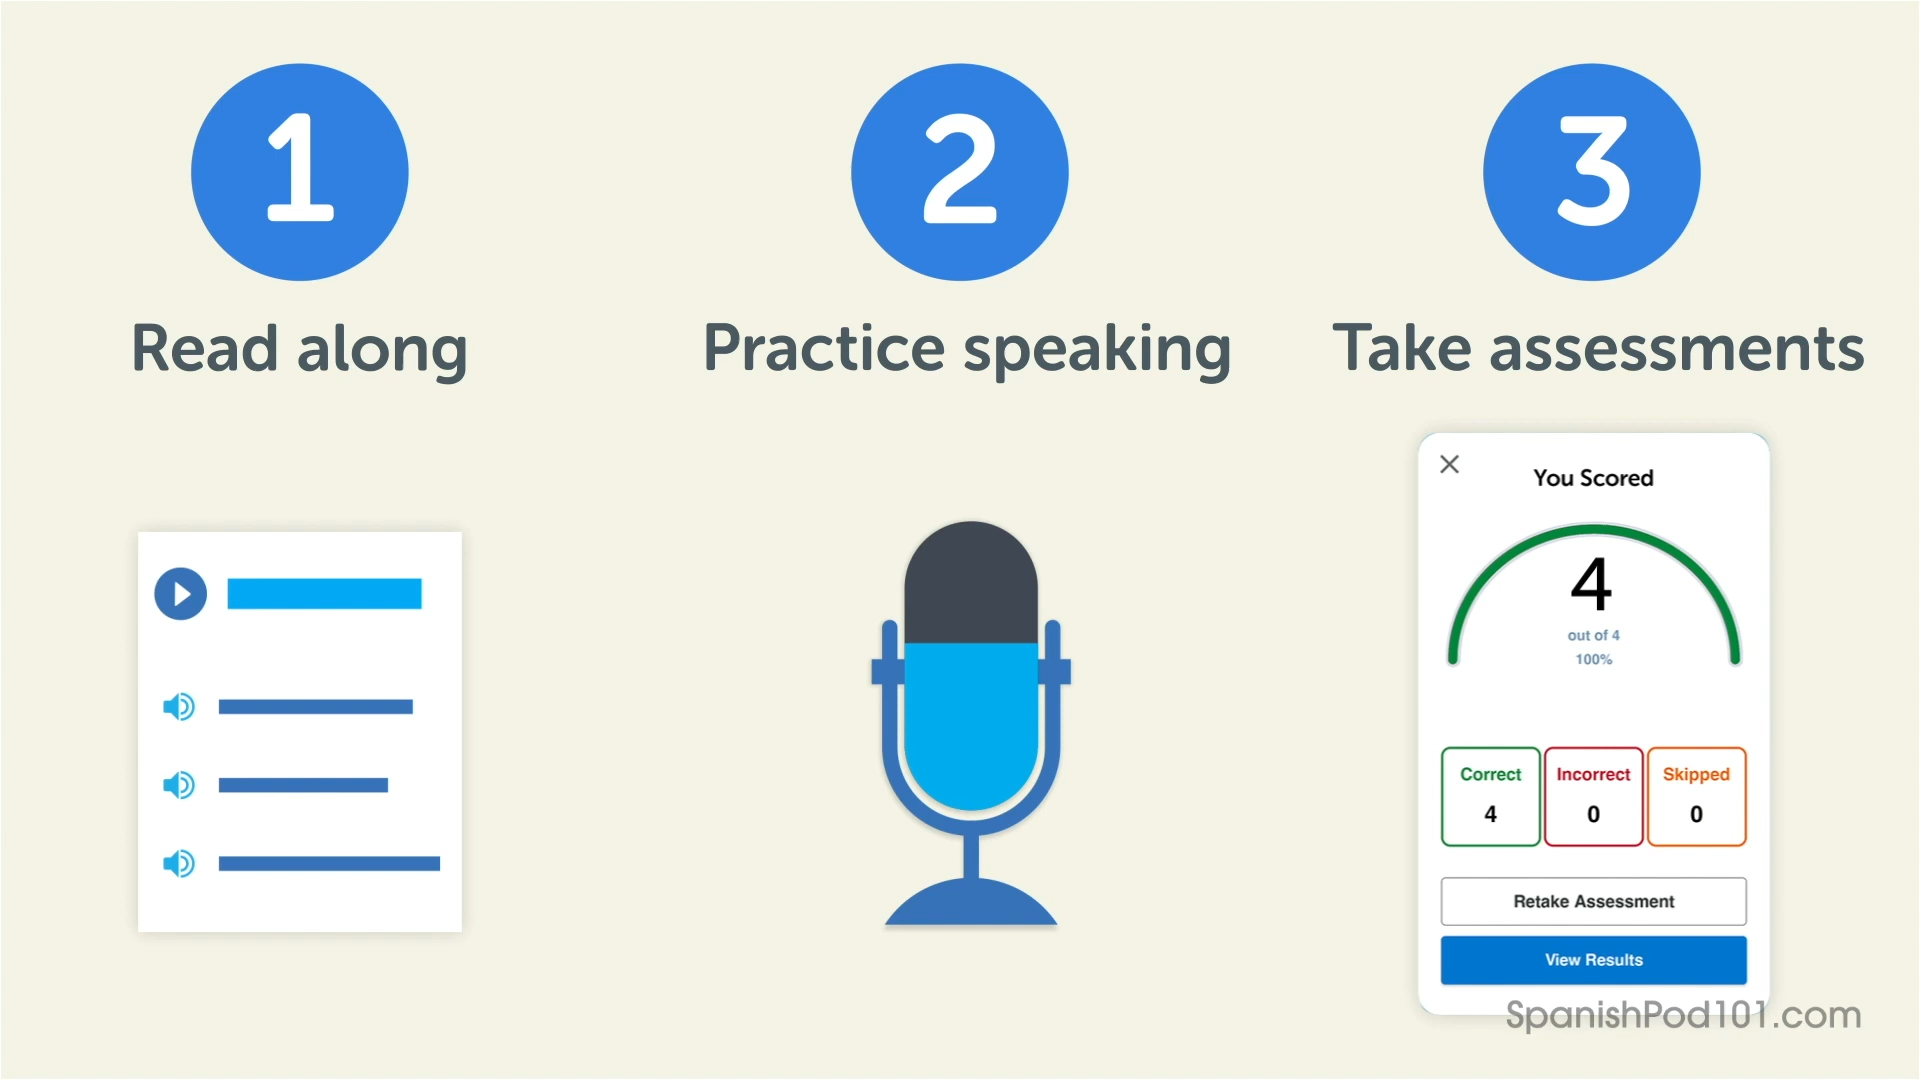 1
Read along
2
Practice speaking
3
Take assessments
You Scored
4
out of 4
100%
Correct
4
Incorrect
0
Skipped
0
Retake Assessment
View Results
SpanishPod101.com